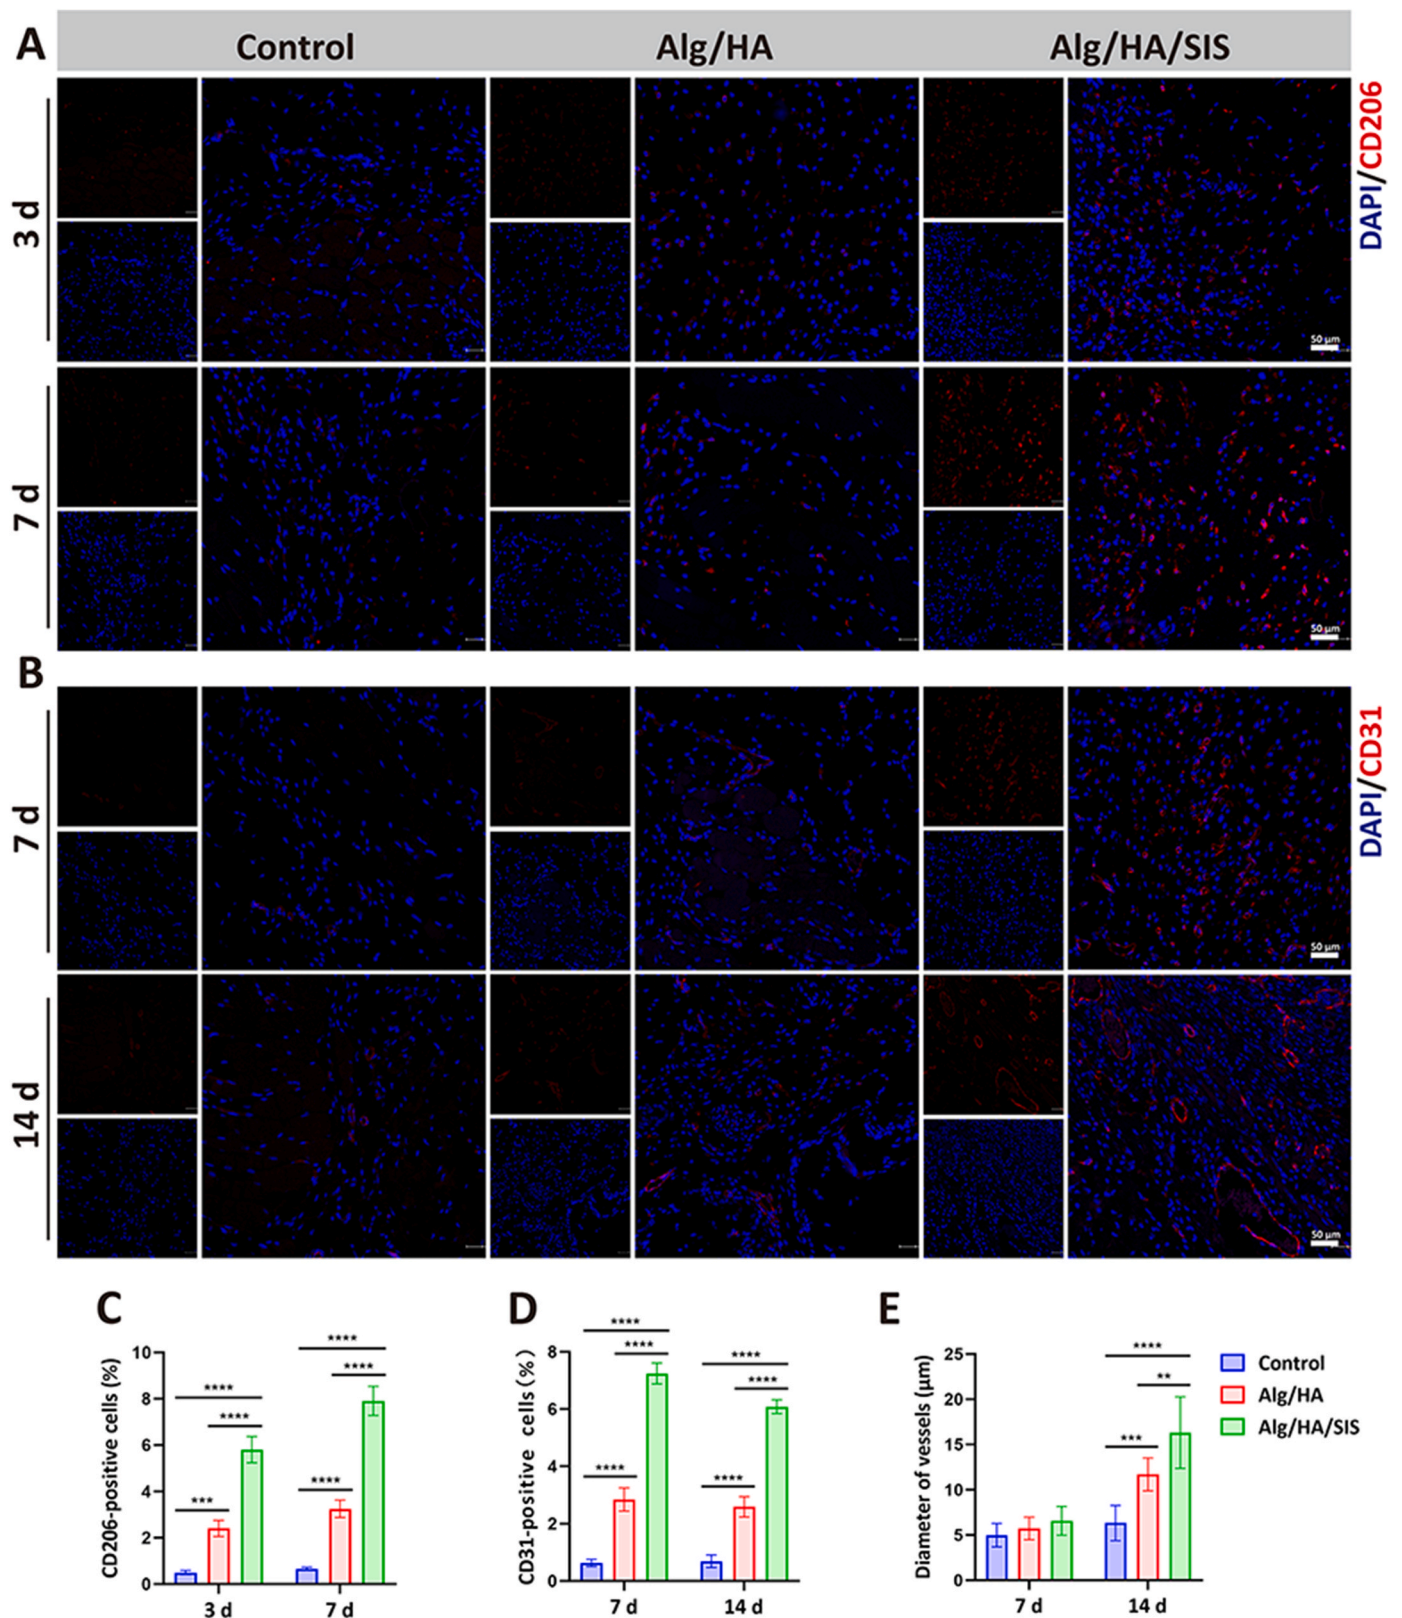 A
Control Alg/HA Alg/HA/SIS
3 d
DAPI/CD206
50 µm
7 d
50 µm
B
7 d
DAPI/CD31
50 µm
14 d
50 µm
C
CD206-positive cells (%)
10
8
6
4
2
0
****
****
***
****
****
****
3 d 7 d
D
CD31-positive cells (%)
8
6
4
2
0
****
****
****
****
****
****
7 d 14 d
E
Diameter of vessels (µm)
25
20
15
10
5
0
****
**
***
7 d 14 d
Control
Alg/HA
Alg/HA/SIS